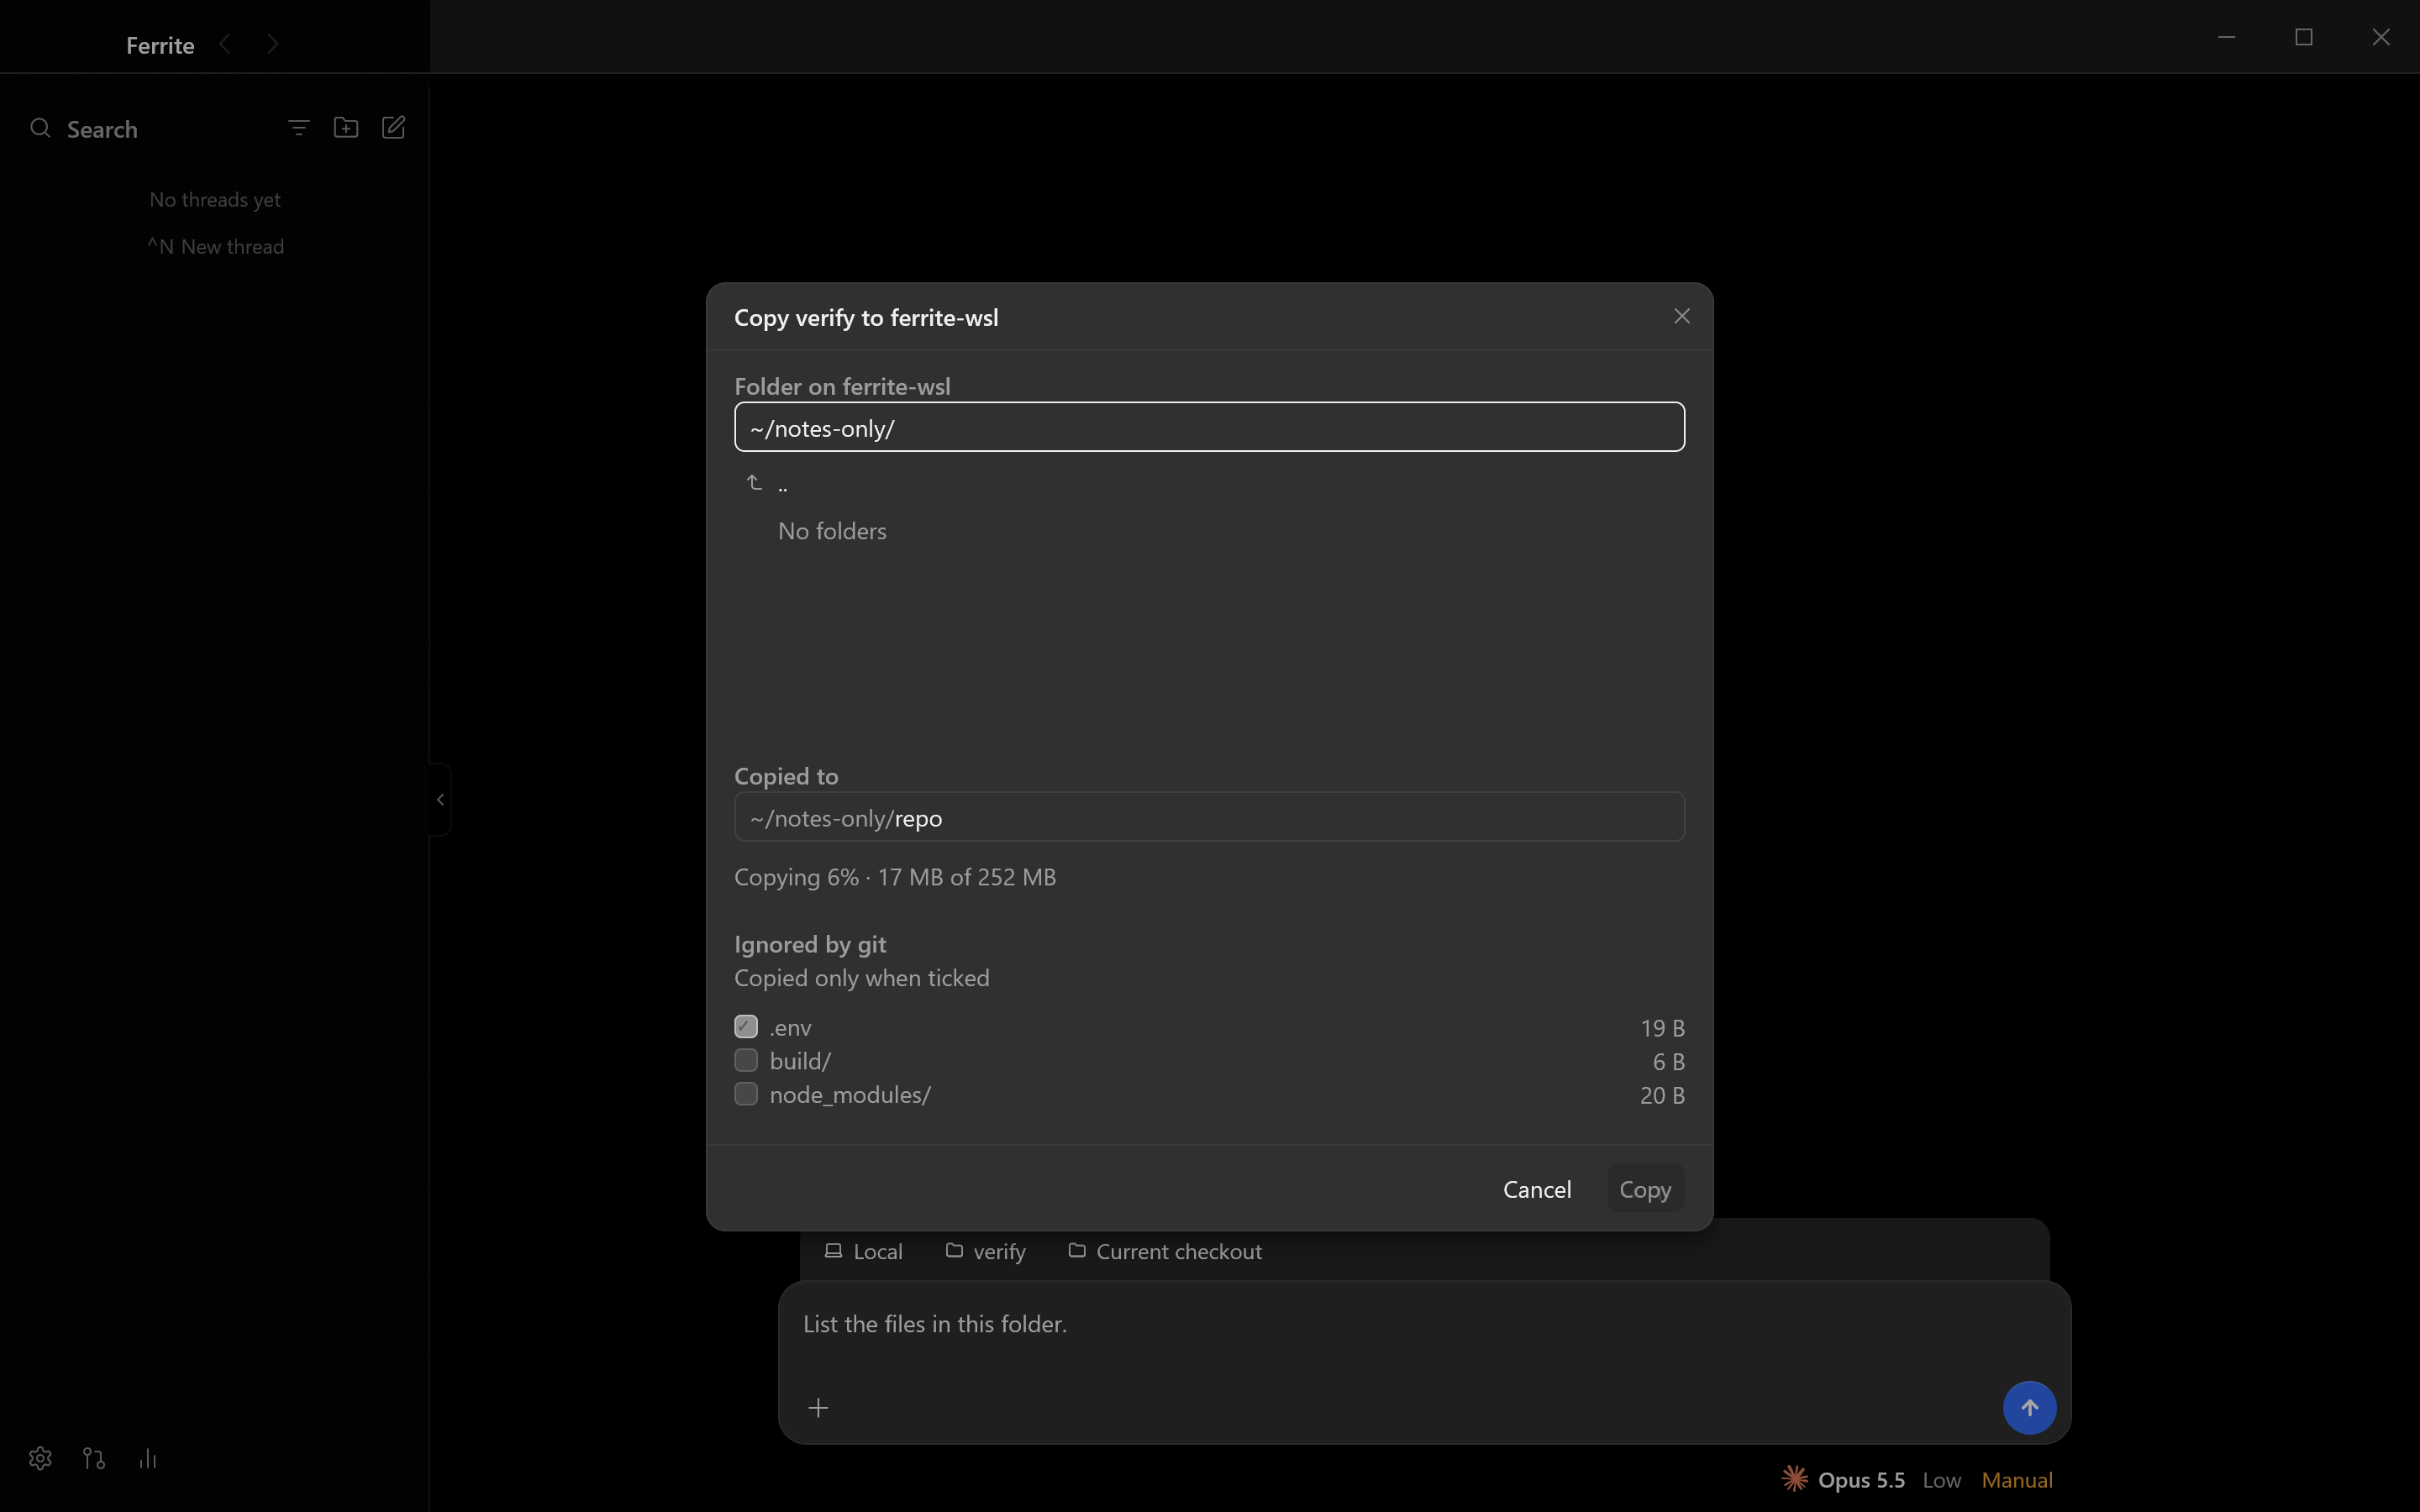 Ferrite
Search
No threads yet
^N New thread
Copy verify to ferrite-wsl
Folder on ferrite-wsl
~/notes-only/
..
No folders
Copied to
~/notes-only/repo
Copying 6% · 17 MB of 252 MB
Ignored by git
Copied only when ticked
.env 19 B
build/ 6 B
node_modules/ 20 B
Cancel Copy
Local verify Current checkout
List the files in this folder.
Opus 5.5 Low Manual